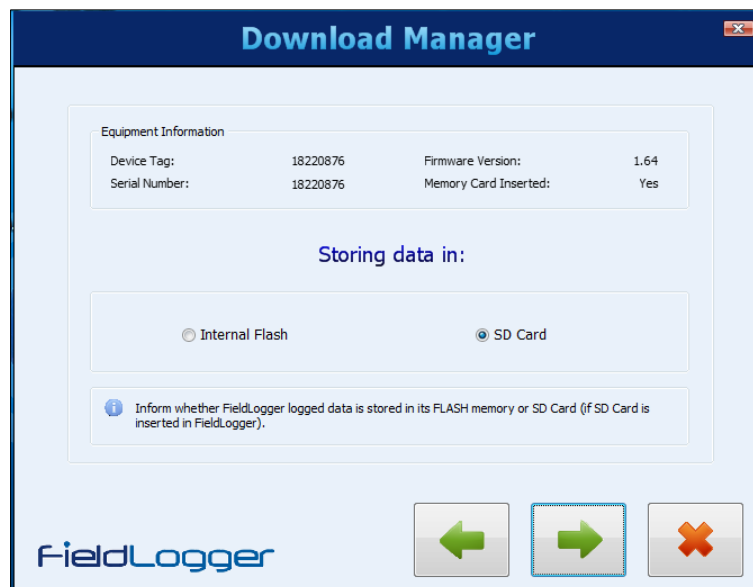 Download Manager
Equipment Information
Device Tag: 18220876 Firmware Version: 1.64
Serial Number: 18220876 Memory Card Inserted: Yes
Storing data in:
Internal Flash SD Card
Inform whether FieldLogger logged data is stored in its FLASH memory or SD Card (if SD Card is
inserted in FieldLogger).
FieldLogger